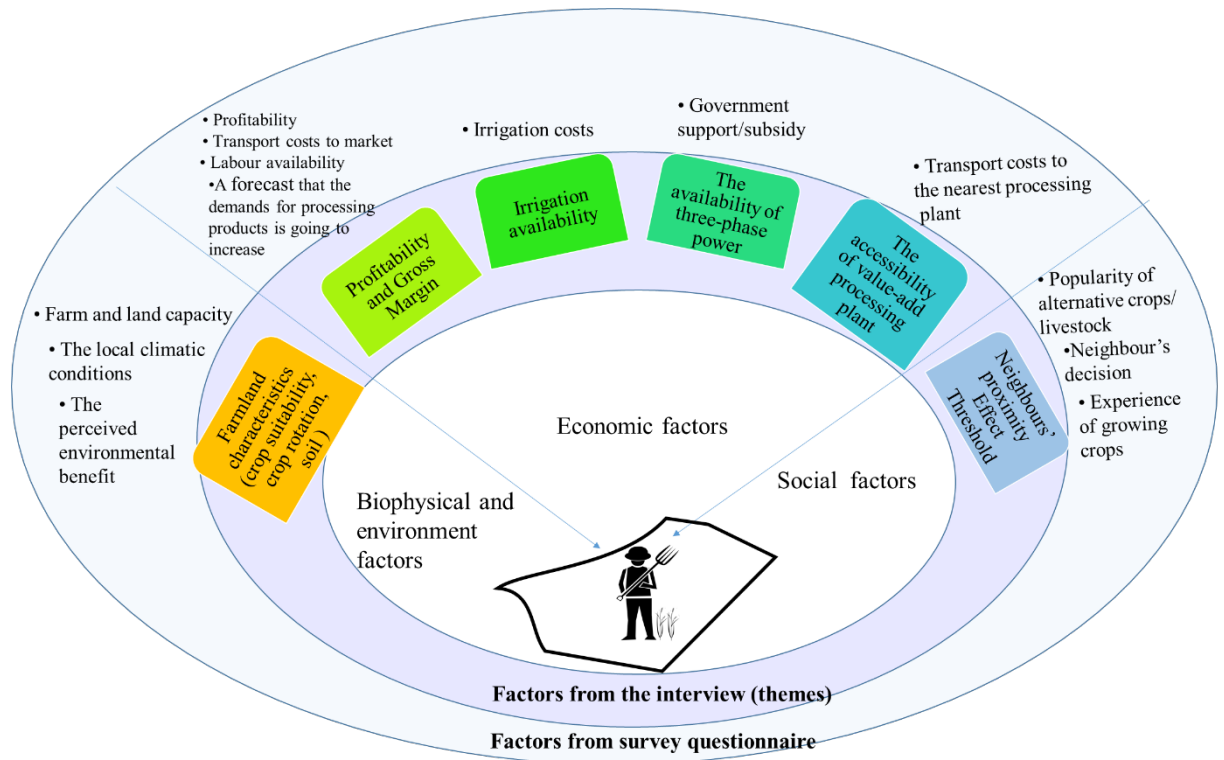 • Profitability
• Transport costs to market
• Labour availability
•A forecast that the
demands for processing
products is going to
increase
• Irrigation costs
• Government
support/subsidy
• Transport costs to
the nearest processing
plant
• Farm and land capacity
• The local climatic
conditions
• The
perceived
environmental
benefit
• Popularity of
alternative crops/
livestock
•Neighbour's
decision
• Experience
of growing
crops
Farmland
characteristics
(crop suitability,
crop rotation,
soil )
Profitability
and Gross
Margin
Irrigation
availability
The
availability of
three-phase
power
The
accessibility
of value-add
processing
plant
Neighbours'
proximity
Effect
Threshold
Economic factors
Biophysical and
environment
factors
Social factors
Factors from the interview (themes)
Factors from survey questionnaire